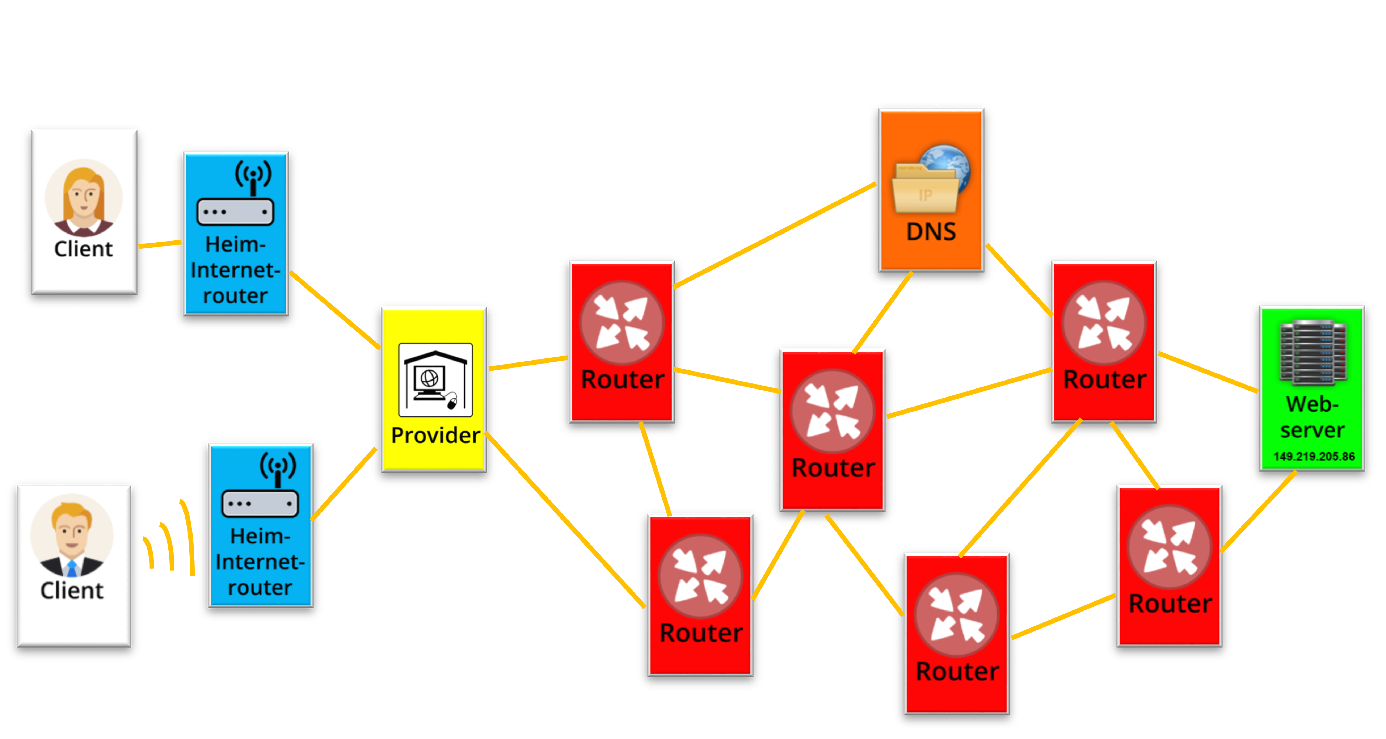 Client
Heim-
Internet-
router
Provider
Client
Heim-
Internet-
router
Router
Router
DNS
IP
Router
Router
Router
Router
Web-
server
149.219.205.86